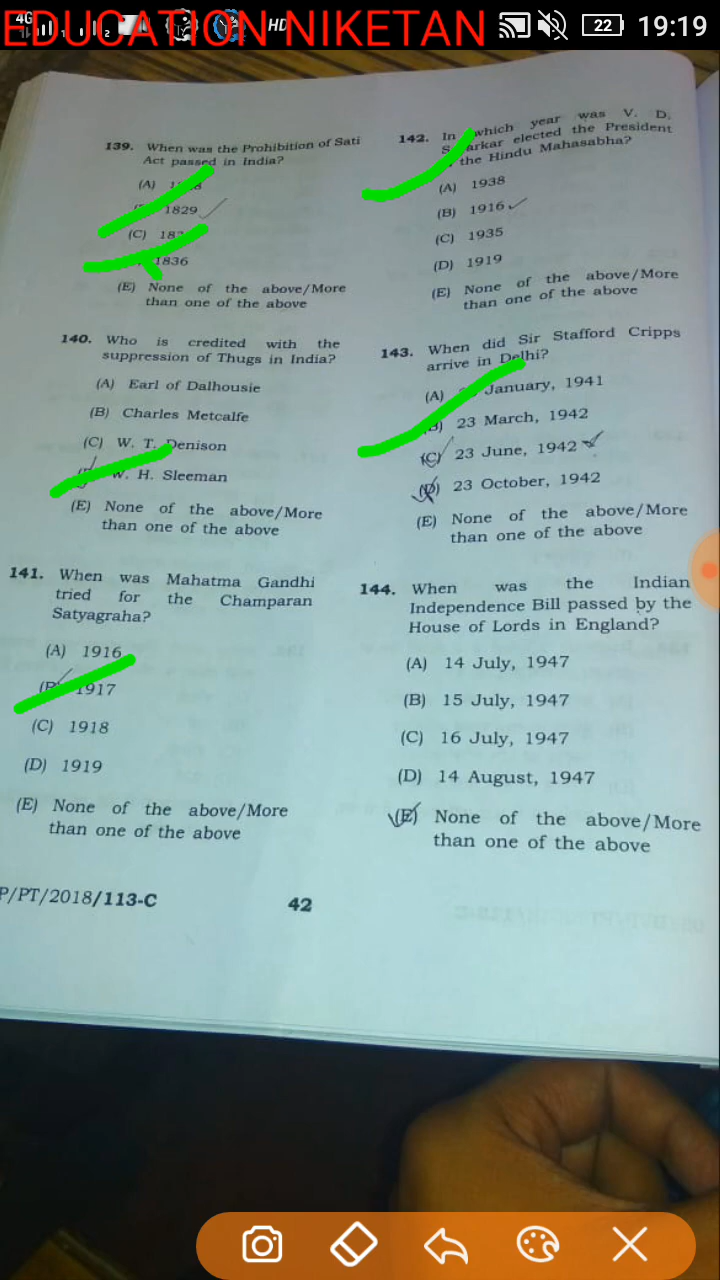 4G
HD
22
19:19
EDUCATION NIKETAN
139. When was the Prohibition of Sati
Act passed in India?
(A)
1829
(C)
1836
(E) None of the above/More
than one of the above
140. Who is credited with the
suppression of Thugs in India?
(A) Earl of Dalhousie
(B) Charles Metcalfe
(C) W. T. Denison
W. H. Sleeman
(E) None of the above/More
than one of the above
141. When was Mahatma Gandhi
tried for the Champaran
Satyagraha?
(A) 1916
(B) 1917
(C) 1918
(D) 1919
(E) None of the above/More
than one of the above
P/PT/2018/113-C
42
142. In which year was V. D.
elected the President
the Hindu Mahasabha?
(A) 1938
(B) 1916
(C) 1935
(D) 1919
(E) None of the above/More
than one of the above
143. When did Sir Stafford Cripps
arrive in Delhi?
(A) January, 1941
(B) 23 March, 1942
(C) 23 June, 1942
(D) 23 October, 1942
(E) None of the above/More
than one of the above
144. When was the Indian
Independence Bill passed by the
House of Lords in England?
(A) 14 July, 1947
(B) 15 July, 1947
(C) 16 July, 1947
(D) 14 August, 1947
(E) None of the above/More
than one of the above